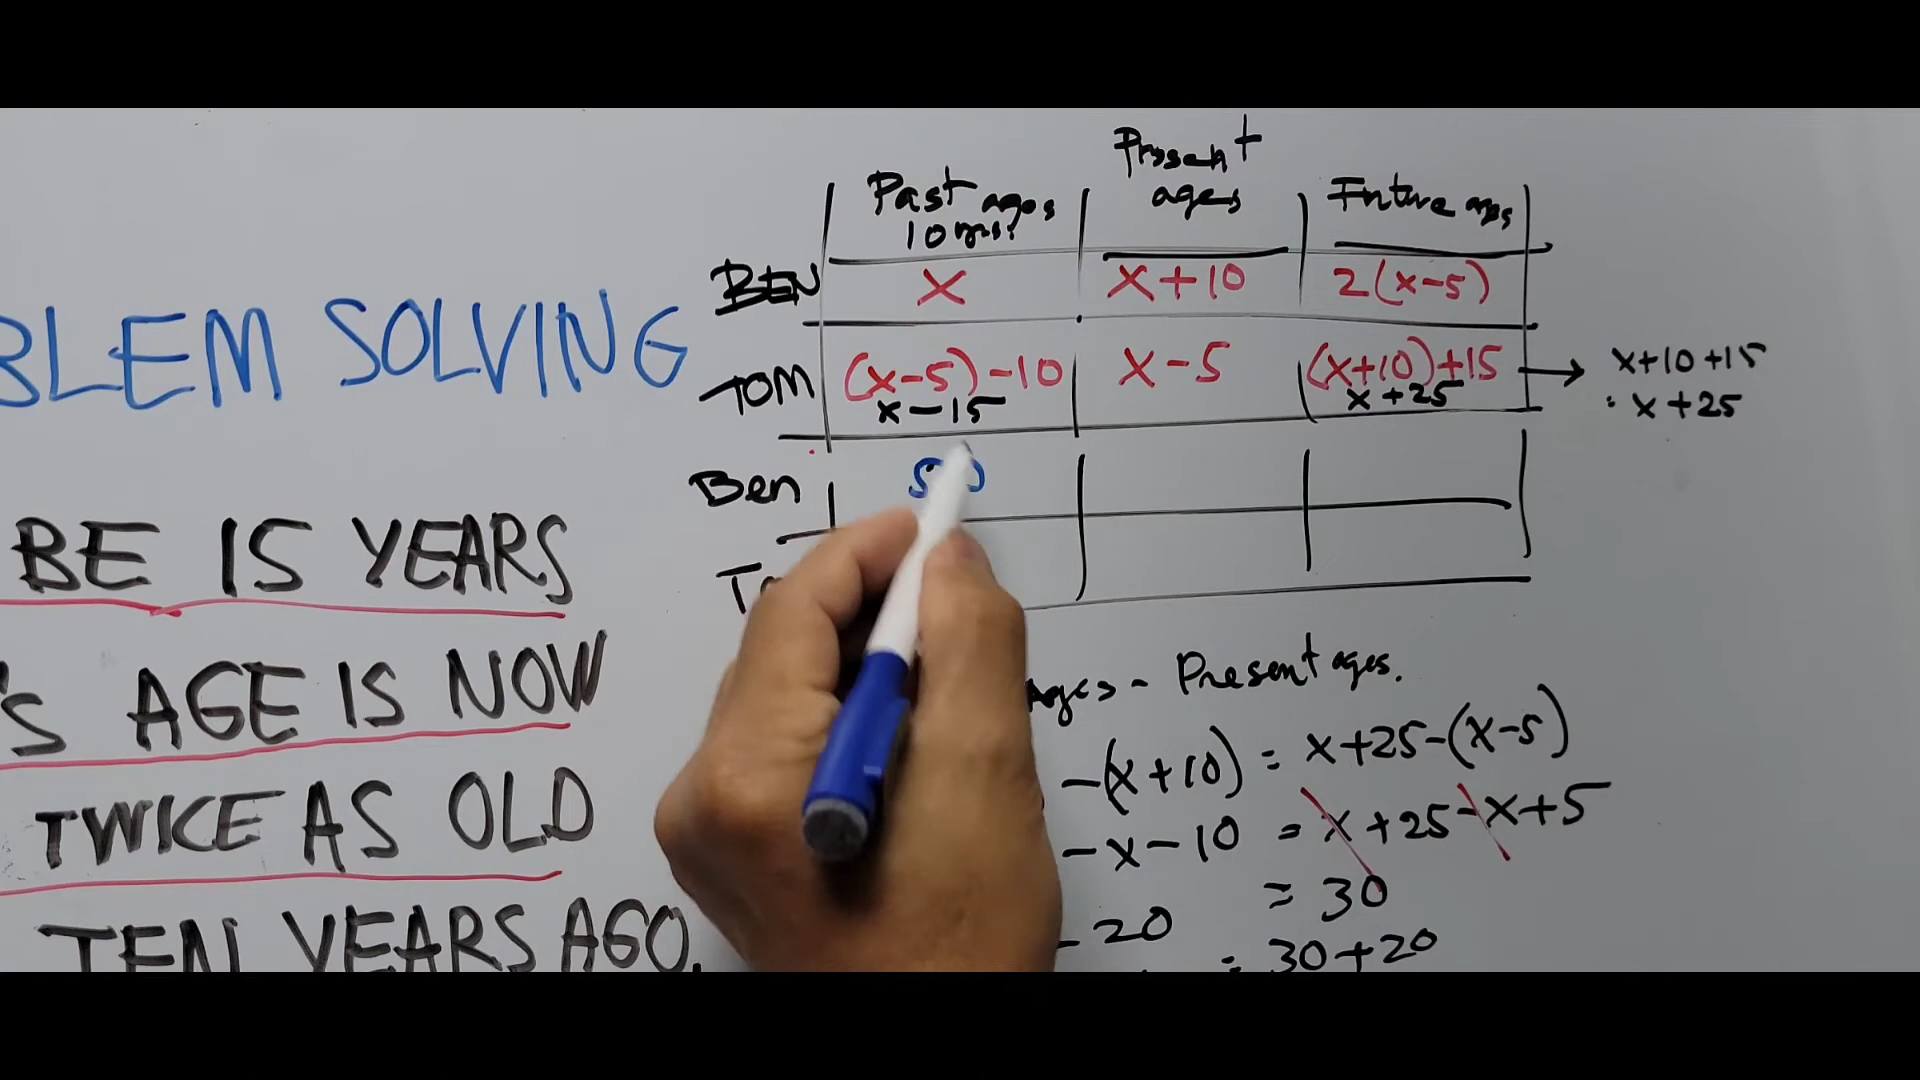 BLEM SOLVING
BE 15 YEARS
'S AGE IS NOW
TWICE AS OLD
TEN YEARS AGO.
Past ages
10 yrs.
Present
ages
Future ages
BEN x x+10 2(x-5)
TOM (x-5)-10 x-5 (x+10)+15 → x+10+15
x-15 x+25 : x+25
Ben 50
Ages - Present ages.
-(x+10) = x+25-(x-5)
-x-10 = x+25-x+5
= 30
-20 = 30+20